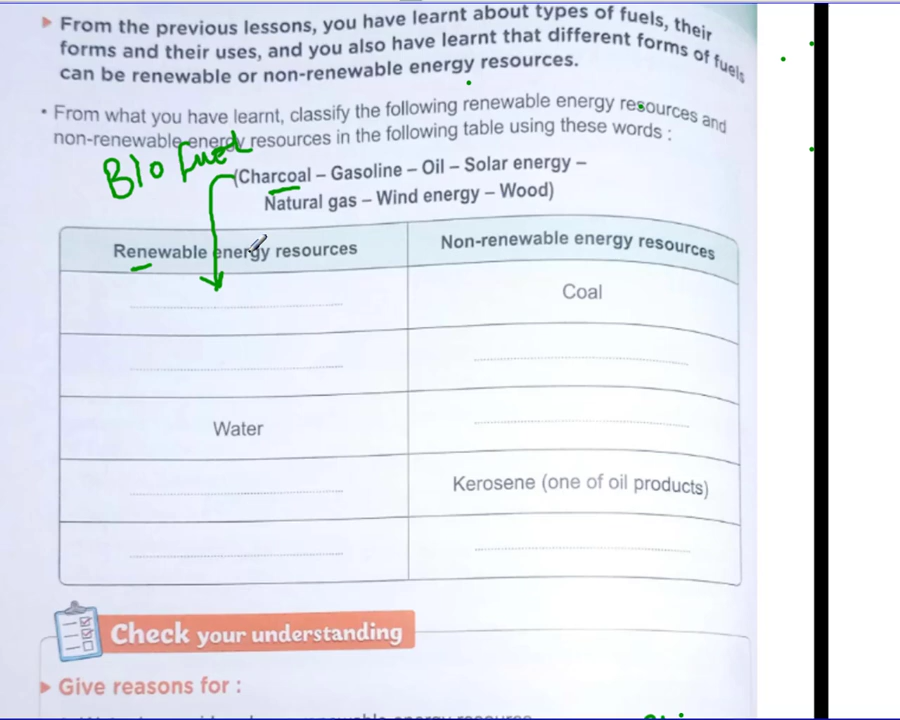 From the previous lessons, you have learnt about types of fuels, their
forms and their uses, and you also have learnt that different forms of fuels
can be renewable or non-renewable energy resources.
• From what you have learnt, classify the following renewable energy resources and
non-renewable energy resources in the following table using these words :
Bio fuel
(Charcoal – Gasoline – Oil – Solar energy –
Natural gas – Wind energy – Wood)
Renewable energy resources
Non-renewable energy resources
Coal
Water
Kerosene (one of oil products)
Check your understanding
Give reasons for :